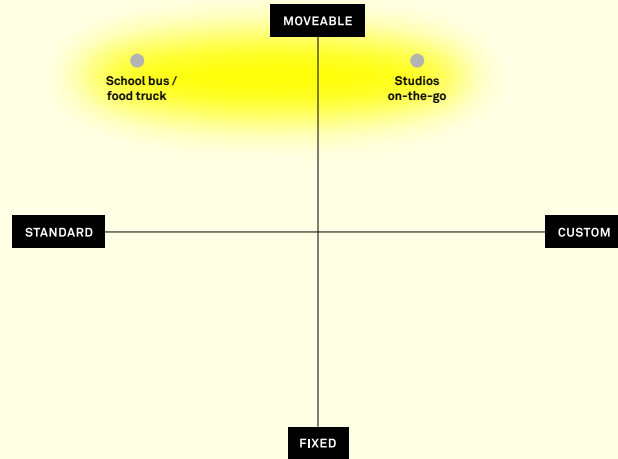 MOVEABLE
School bus /
food truck
Studios
on-the-go
STANDARD
CUSTOM
FIXED